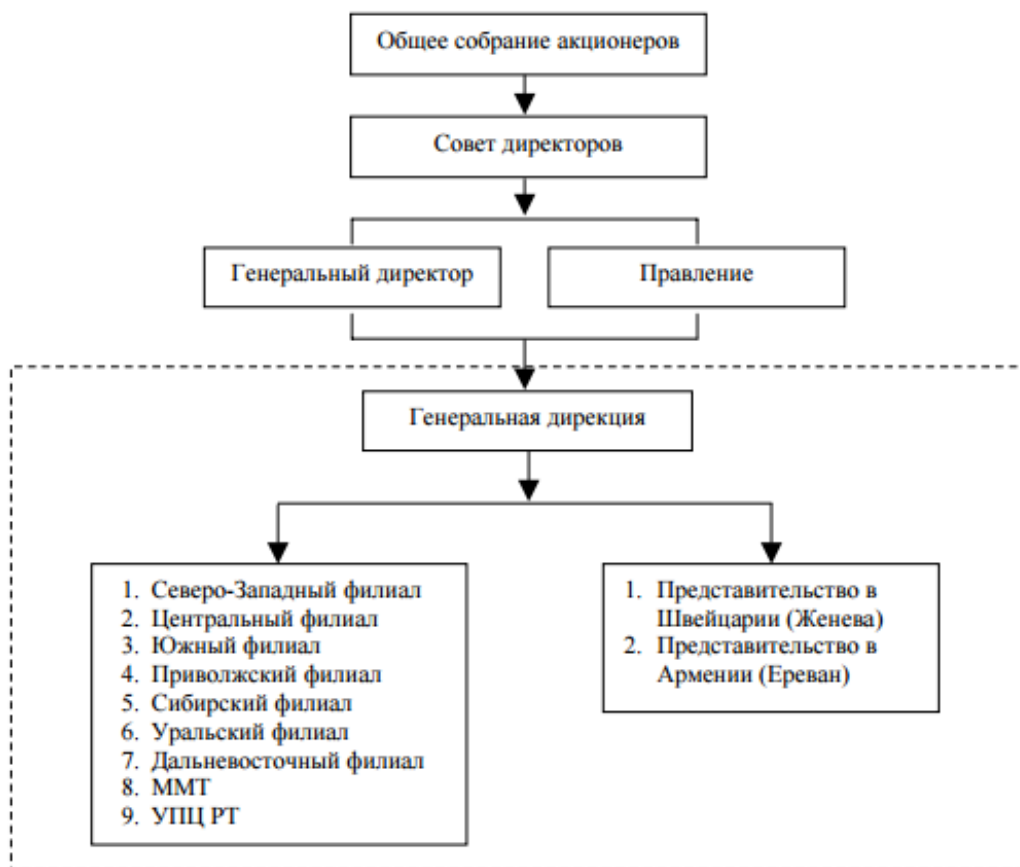 Общее собрание акционеров
Совет директоров
Генеральный директор
Правление
Генеральная дирекция
1. Северо-Западный филиал
2. Центральный филиал
3. Южный филиал
4. Приволжский филиал
5. Сибирский филиал
6. Уральский филиал
7. Дальневосточный филиал
8. ММТ
9. УПЦ РТ
1. Представительство в
Швейцарии (Женева)
2. Представительство в
Армении (Ереван)